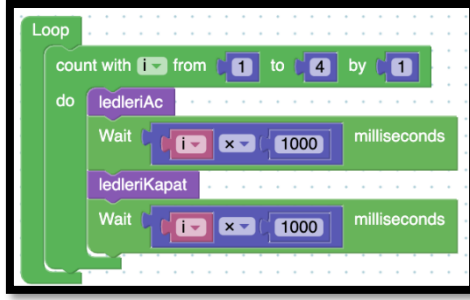 Loop
count with i from 1 to 4 by 1
do ledleriAc
Wait i × 1000 milliseconds
ledleriKapat
Wait i × 1000 milliseconds